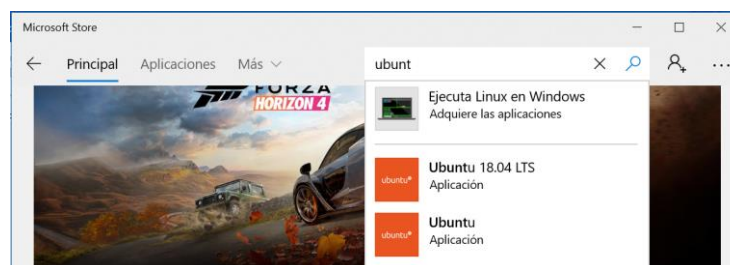 Microsoft Store
Principal Aplicaciones Más
ubunt
FORZA
HORIZON 4
Ejecuta Linux en Windows
Adquiere las aplicaciones
ubuntu® Ubuntu 18.04 LTS
Aplicación
ubuntu® Ubuntu
Aplicación